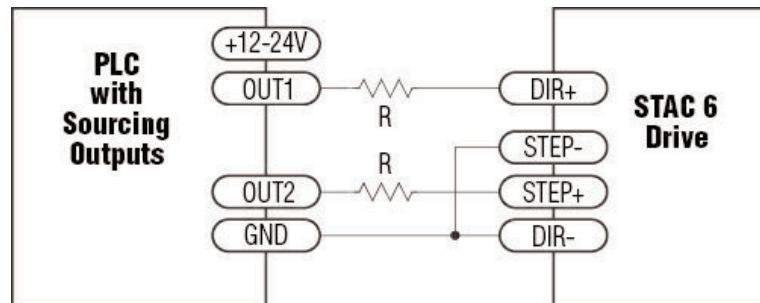 PLC
with
Sourcing
Outputs
+12-24V
OUT1
OUT2
GND
R
R
DIR+
STEP-
STEP+
DIR-
STAC 6
Drive